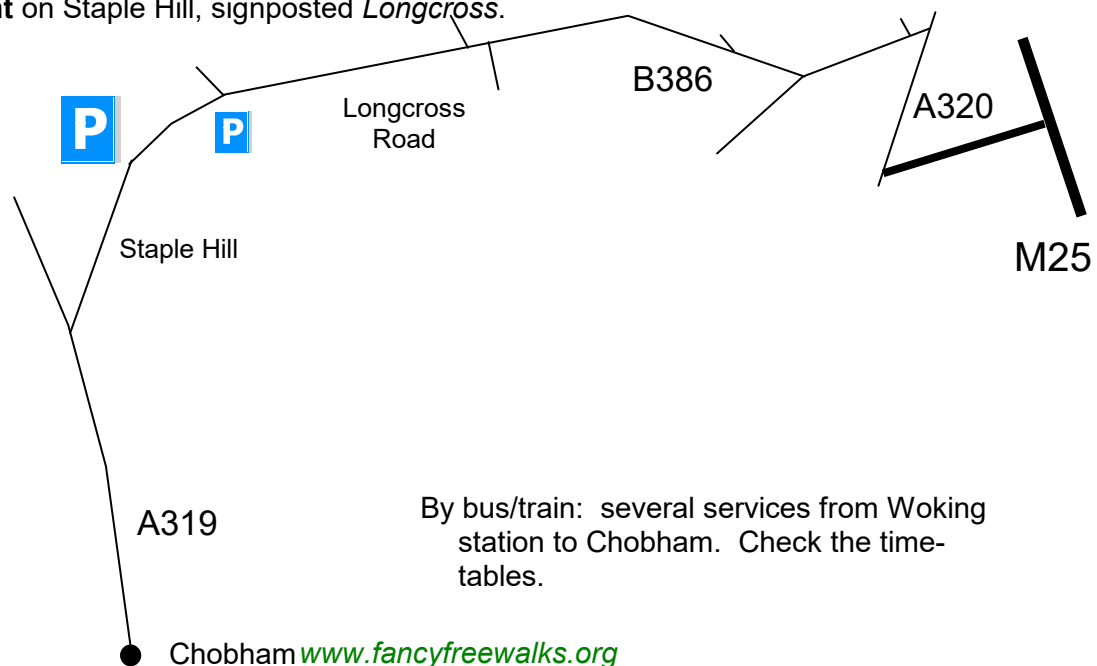 nt on Staple Hill, signposted Longcross.
B386
A320
P
P
Longcross
Road
Staple Hill
M25
A319
By bus/train: several services from Woking
station to Chobham. Check the time-
tables.
Chobham www.fancyfreewalks.org